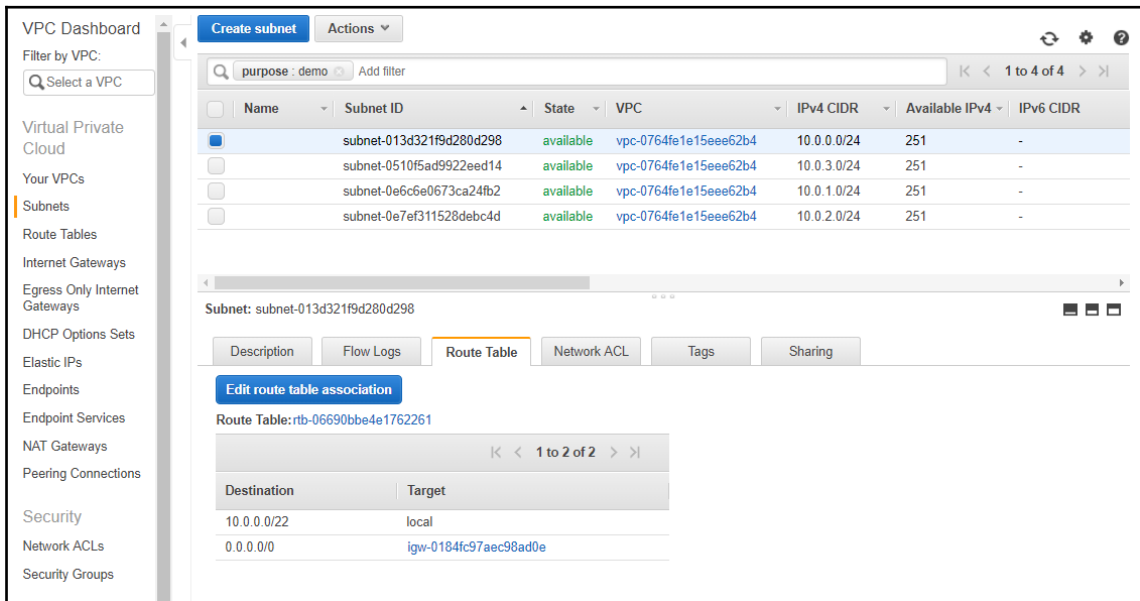 VPC Dashboard
Filter by VPC:
Select a VPC
Virtual Private
Cloud
Your VPCs
Subnets
Route Tables
Internet Gateways
Egress Only Internet
Gateways
DHCP Options Sets
Elastic IPs
Endpoints
Endpoint Services
NAT Gateways
Peering Connections
Security
Network ACLs
Security Groups
Create subnet Actions
purpose : demo Add filter 1 to 4 of 4
Name Subnet ID State VPC IPv4 CIDR Available IPv4 IPv6 CIDR
subnet-013d321f9d280d298 available vpc-0764fe1e15eee62b4 10.0.0.0/24 251 -
subnet-0510f5ad9922eed14 available vpc-0764fe1e15eee62b4 10.0.3.0/24 251 -
subnet-0e6c6e0673ca24fb2 available vpc-0764fe1e15eee62b4 10.0.1.0/24 251 -
subnet-0e7ef311528debc4d available vpc-0764fe1e15eee62b4 10.0.2.0/24 251 -
Subnet: subnet-013d321f9d280d298
Description Flow Logs Route Table Network ACL Tags Sharing
Edit route table association
Route Table: rtb-06690bbe4e1762261
1 to 2 of 2
Destination Target
10.0.0.0/22 local
0.0.0.0/0 igw-0184fc97aec98ad0e